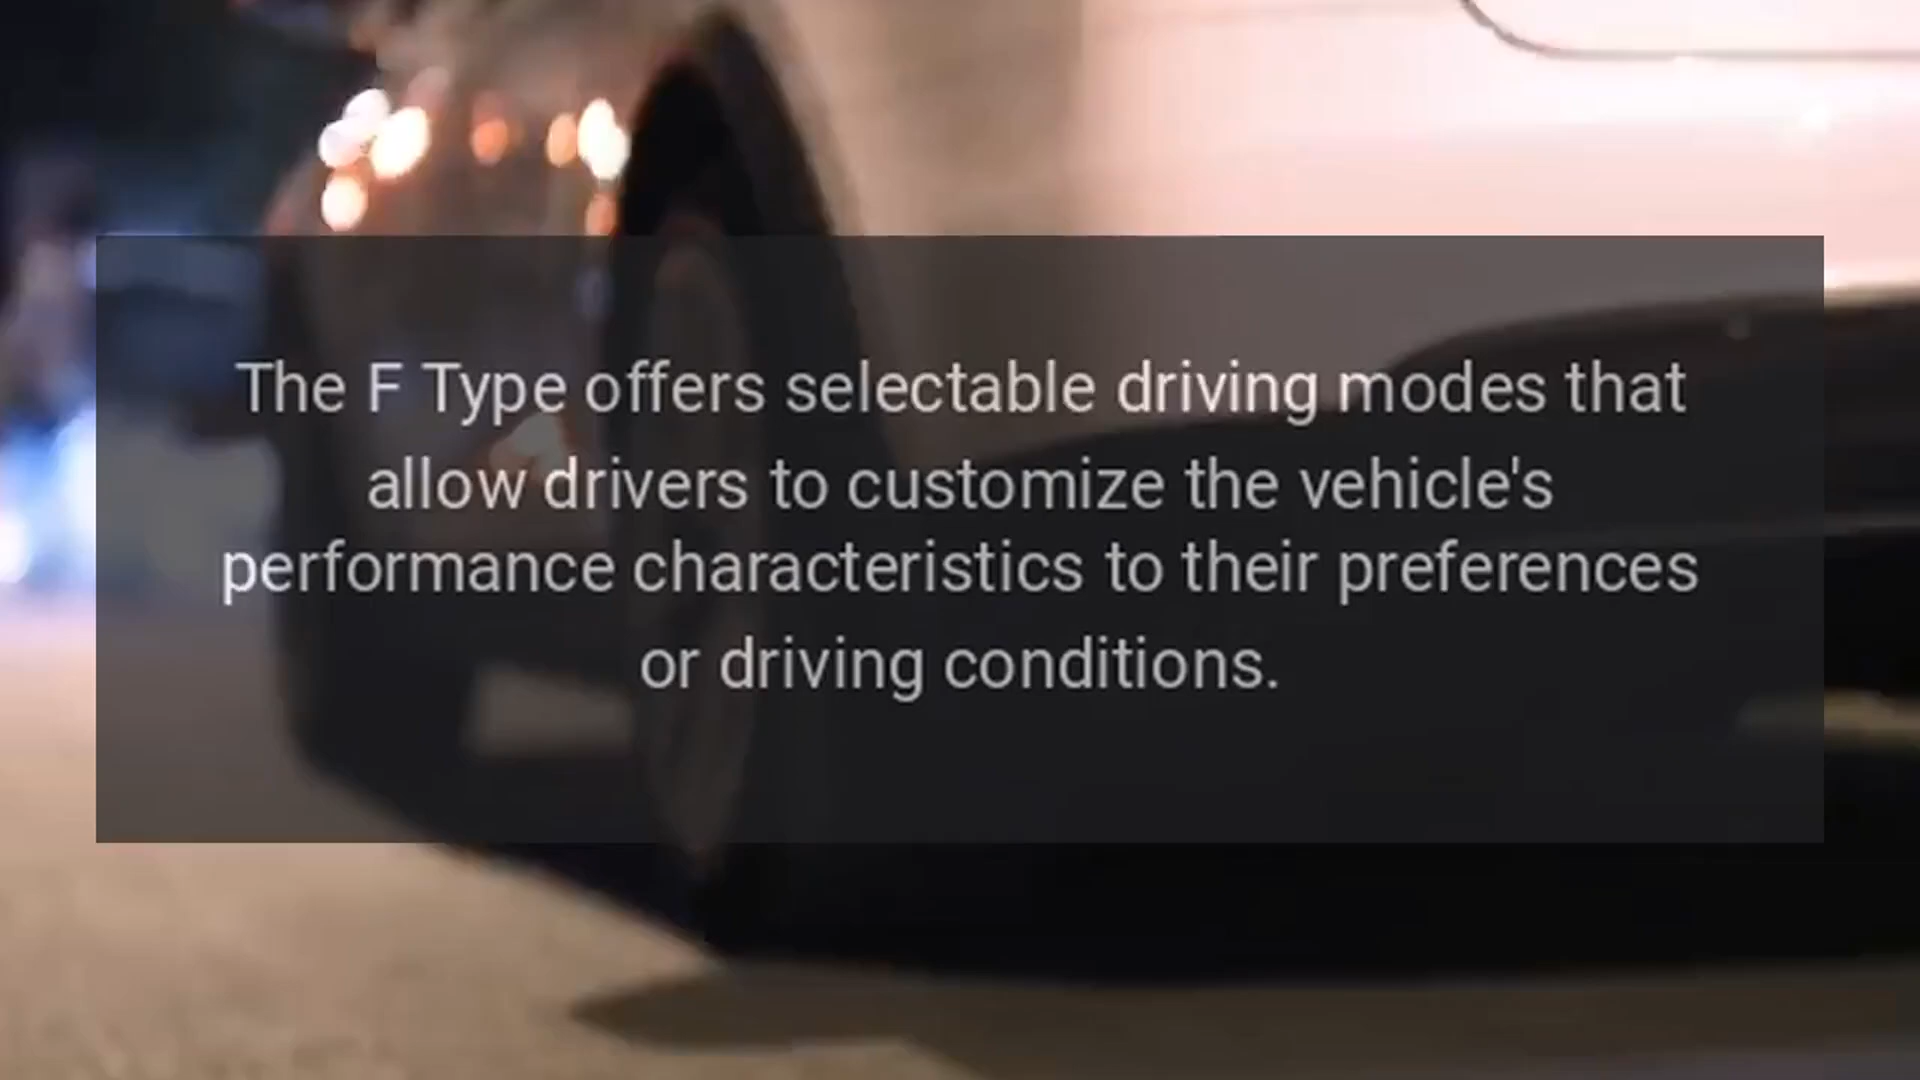 The F Type offers selectable driving modes that
allow drivers to customize the vehicle's
performance characteristics to their preferences
or driving conditions.